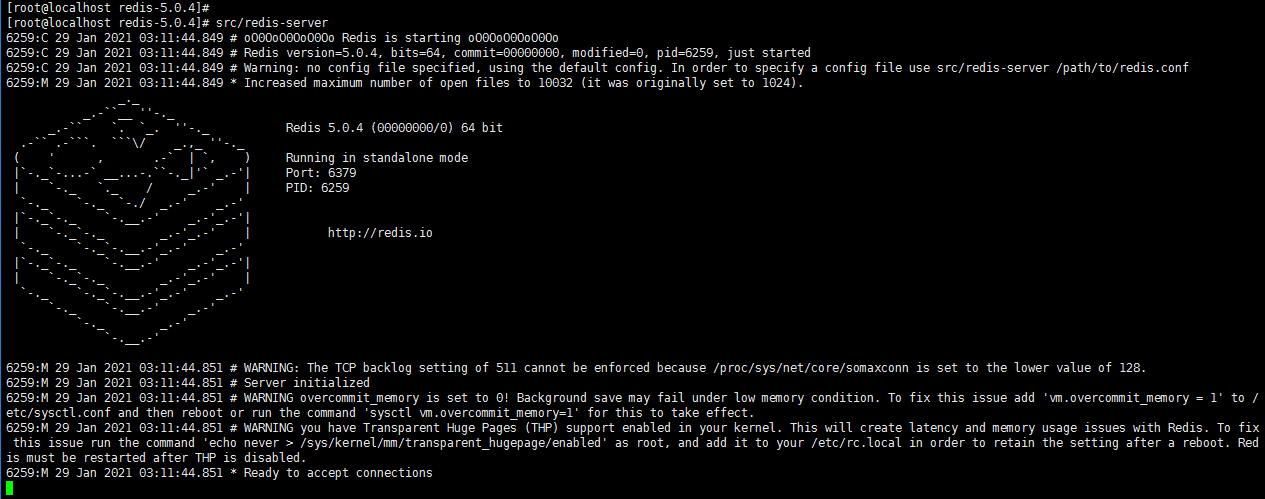 [root@localhost redis-5.0.4]#
[root@localhost redis-5.0.4]# src/redis-server
6259:C 29 Jan 2021 03:11:44.849 # oO0OoO0OoO0Oo Redis is starting oO0OoO0OoO0Oo
6259:C 29 Jan 2021 03:11:44.849 # Redis version=5.0.4, bits=64, commit=00000000, modified=0, pid=6259, just started
6259:C 29 Jan 2021 03:11:44.849 # Warning: no config file specified, using the default config. In order to specify a config file use src/redis-server /path/to/redis.conf
6259:M 29 Jan 2021 03:11:44.849 * Increased maximum number of open files to 10032 (it was originally set to 1024).
Redis 5.0.4 (00000000/0) 64 bit
Running in standalone mode
Port: 6379
PID: 6259
http://redis.io
6259:M 29 Jan 2021 03:11:44.851 # WARNING: The TCP backlog setting of 511 cannot be enforced because /proc/sys/net/core/somaxconn is set to the lower value of 128.
6259:M 29 Jan 2021 03:11:44.851 # Server initialized
6259:M 29 Jan 2021 03:11:44.851 # WARNING overcommit_memory is set to 0! Background save may fail under low memory condition. To fix this issue add 'vm.overcommit_memory = 1' to /
etc/sysctl.conf and then reboot or run the command 'sysctl vm.overcommit_memory=1' for this to take effect.
6259:M 29 Jan 2021 03:11:44.851 # WARNING you have Transparent Huge Pages (THP) support enabled in your kernel. This will create latency and memory usage issues with Redis. To fix
this issue run the command 'echo never > /sys/kernel/mm/transparent_hugepage/enabled' as root, and add it to your /etc/rc.local in order to retain the setting after a reboot. Red
is must be restarted after THP is disabled.
6259:M 29 Jan 2021 03:11:44.851 * Ready to accept connections